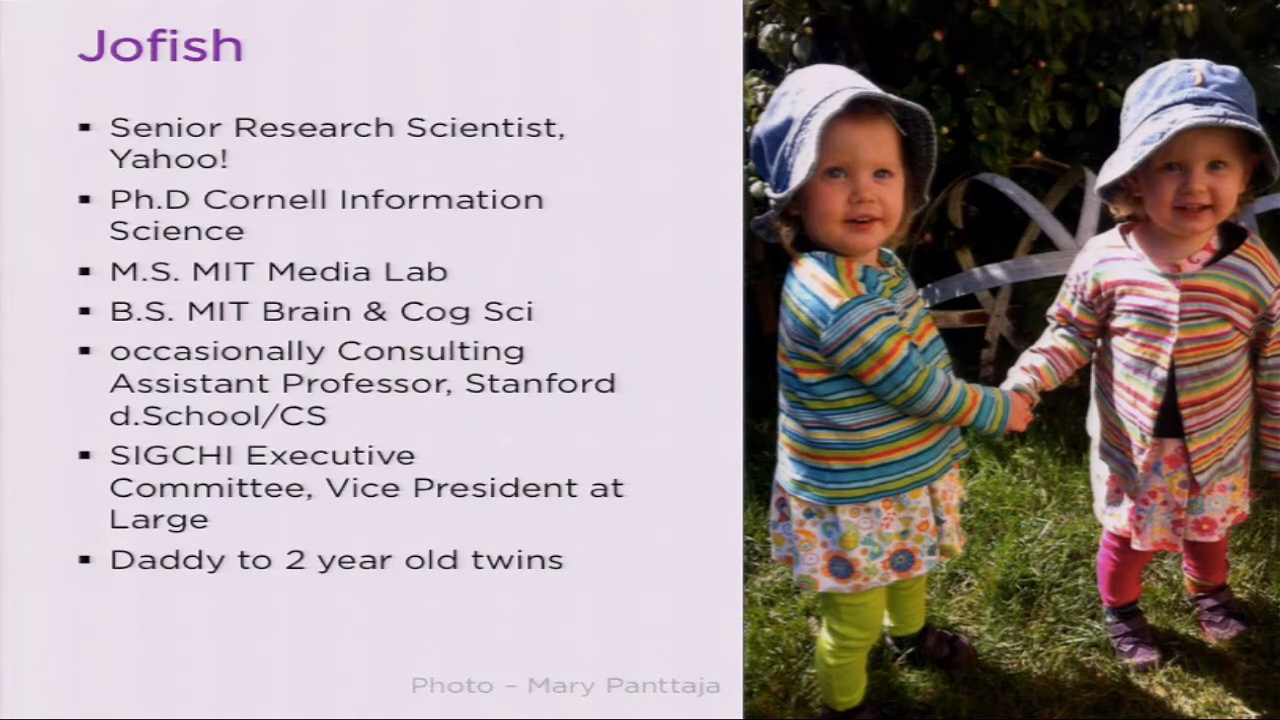 Jofish
▪ Senior Research Scientist,
Yahoo!
▪ Ph.D Cornell Information
Science
▪ M.S. MIT Media Lab
▪ B.S. MIT Brain & Cog Sci
▪ occasionally Consulting
Assistant Professor, Stanford
d.School/CS
▪ SIGCHI Executive
Committee, Vice President at
Large
▪ Daddy to 2 year old twins
Photo – Mary Panttaja